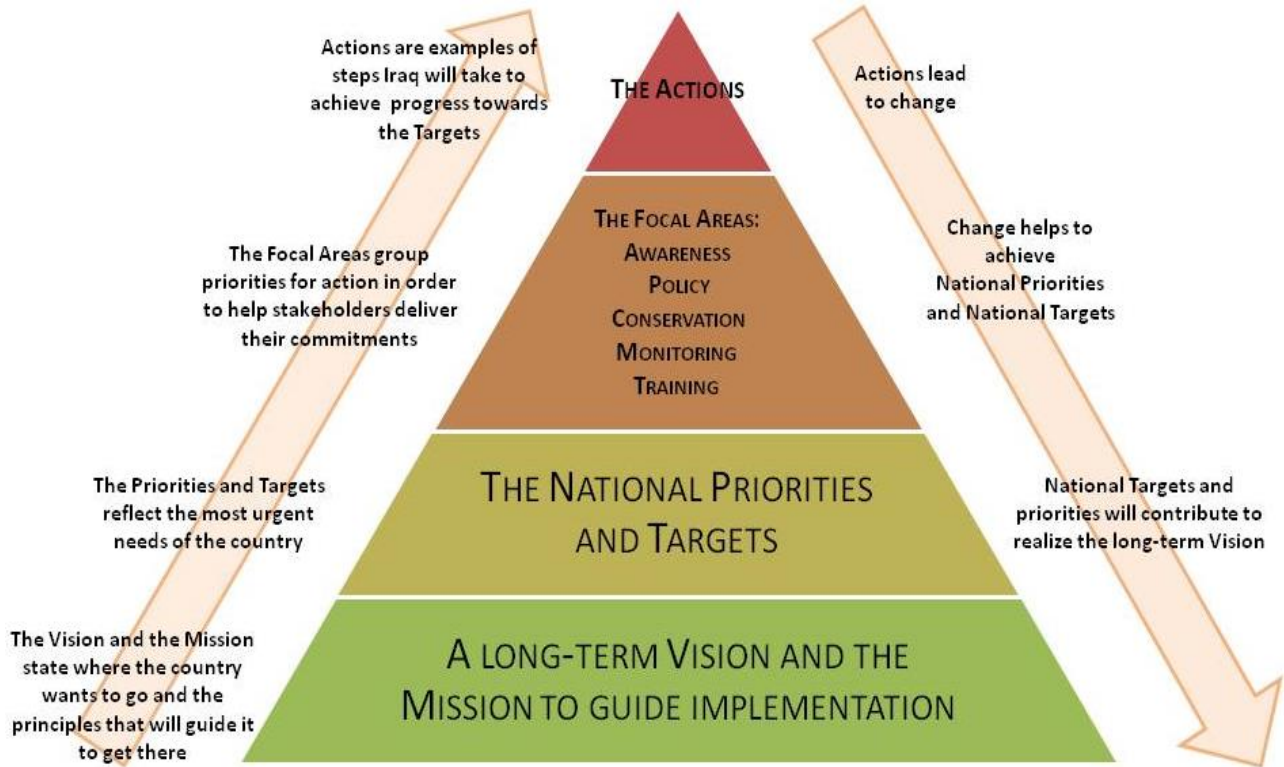 Actions are examples of
steps Iraq will take to
achieve progress towards
the Targets
The Focal Areas group
priorities for action in order
to help stakeholders deliver
their commitments
The Priorities and Targets
reflect the most urgent
needs of the country
The Vision and the Mission
state where the country
wants to go and the
principles that will guide it
to get there
THE ACTIONS
THE FOCAL AREAS:
AWARENESS
POLICY
CONSERVATION
MONITORING
TRAINING
THE NATIONAL PRIORITIES
AND TARGETS
A LONG-TERM VISION AND THE
MISSION TO GUIDE IMPLEMENTATION
Actions lead
to change
Change helps to
achieve
National Priorities
and National Targets
National Targets and
priorities will contribute to
realize the long-term Vision